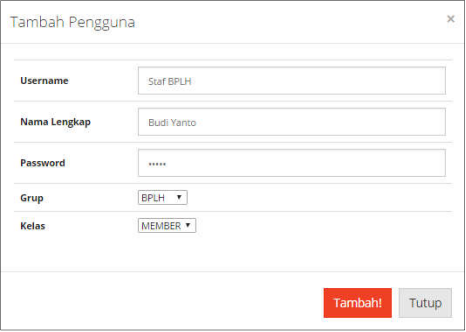 Tambah Pengguna ×
Username Staf BPLH
Nama Lengkap Budi Yanto
Password •••••
Grup BPLH
Kelas MEMBER
Tambah! Tutup